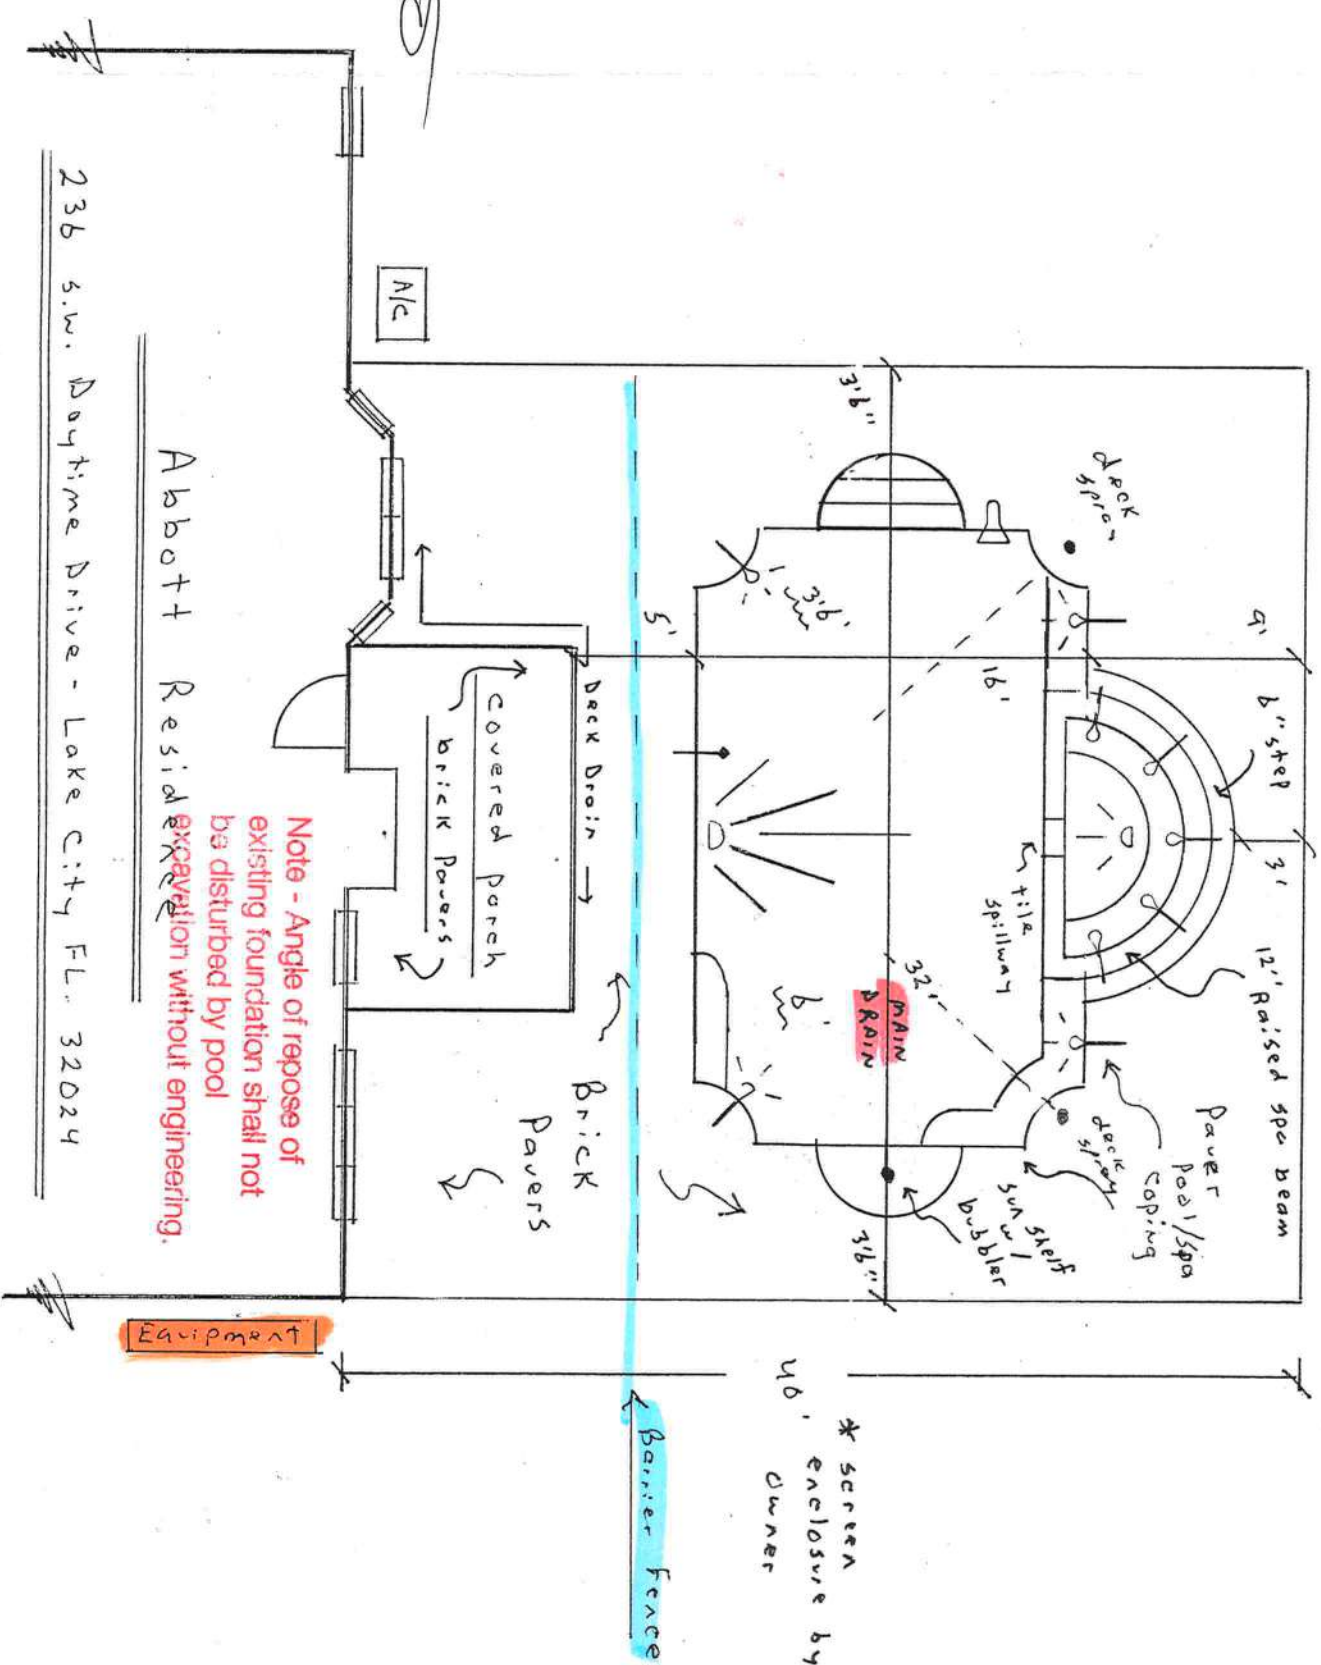 9'
6" step
3'
12" Raised spa beam
deck
spray
tile
spillway
Paver
Pool/Spa
Coping
deck
spray
sun shelf
w/
bubbler
16'
32'
MAIN
DRAIN
3'6"
3'6"
3'6"
6'
5'
* screen
enclosure by
owner
40'
Barrier Fence
Deck Drain →
Brick
Pavers
covered porch
brick Pavers
A/C
Note - Angle of repose of
existing foundation shall not
be disturbed by pool
excavation without engineering.
Equipment
Abbott Residence
236 S.W. Daytime Drive - Lake City FL. 32024